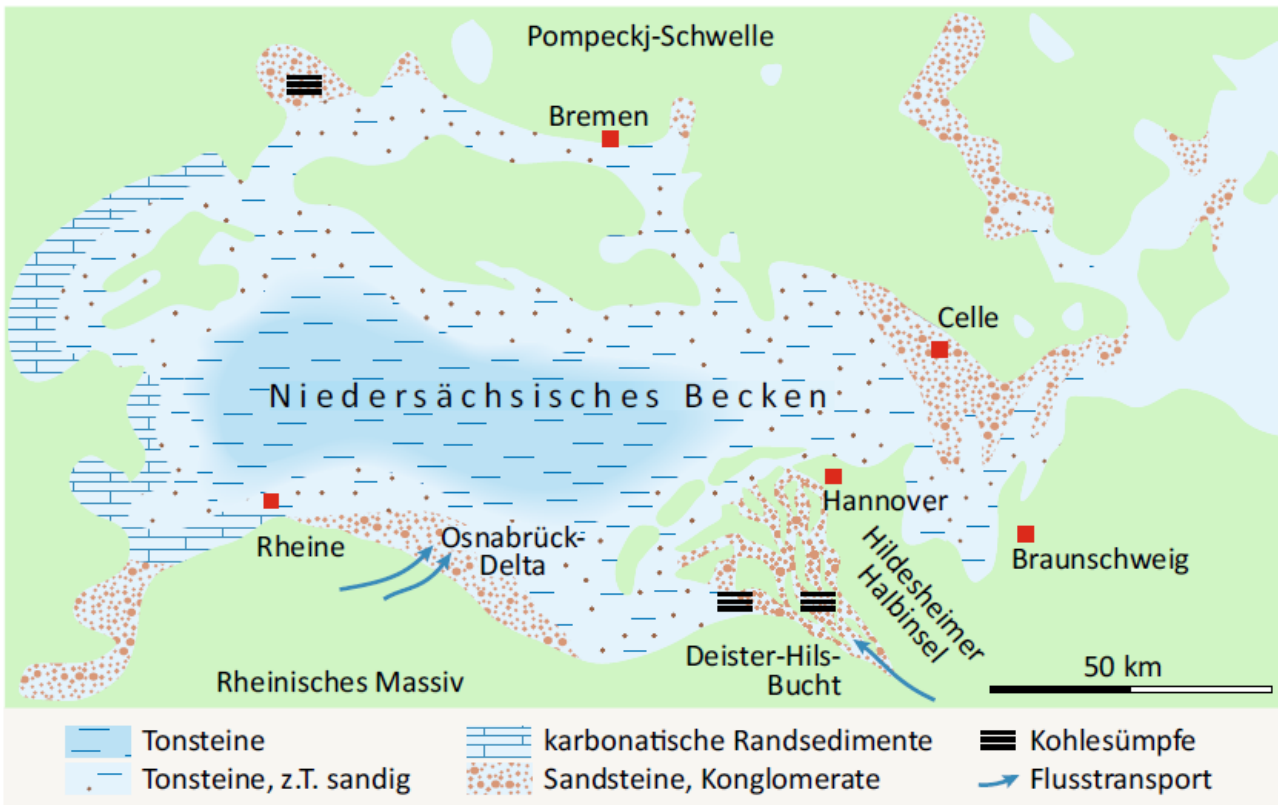 Pompeckj-Schwelle
Bremen
Celle
Niedersächsisches Becken
Hannover
Rheine
Osnabrück-
Delta
Hildesheimer
Halbinsel
Braunschweig
Deister-Hils-
Bucht
Rheinisches Massiv
50 km
Tonsteine
karbonatische Randsedimente
Kohlesümpfe
Tonsteine, z.T. sandig
Sandsteine, Konglomerate
Flusstransport